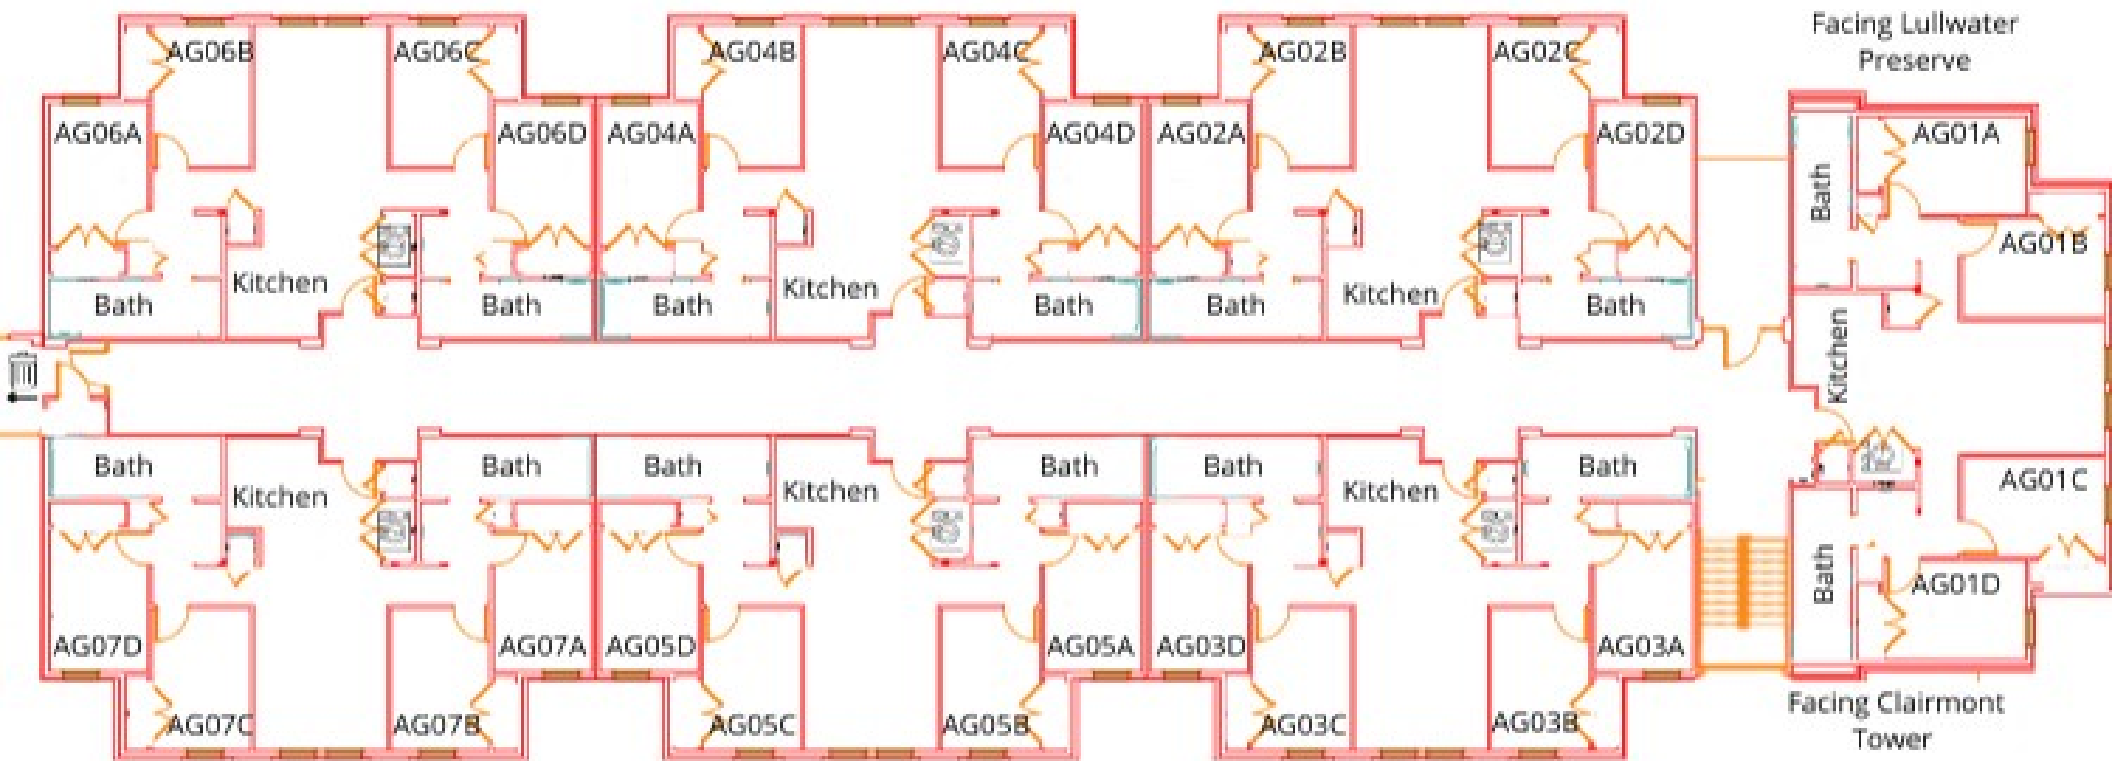 Facing Lullwater
Preserve
AG06B
AG06C
AG04B
AG04C
AG02B
AG02C
AG06A
AG06D
AG04A
AG04D
AG02A
AG02D
AG01A
Bath
AG01B
Kitchen
Kitchen
Kitchen
Bath
Bath
Bath
Bath
Bath
Bath
Kitchen
Bath
Bath
Bath
Bath
Bath
Bath
Kitchen
Kitchen
Kitchen
AG01C
Bath
AG01D
AG07D
AG07A
AG05D
AG05A
AG03D
AG03A
AG07C
AG07B
AG05C
AG05B
AG03C
AG03B
Facing Clairmont
Tower